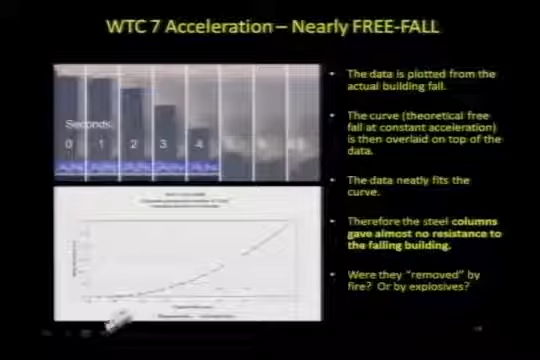 WTC 7 Acceleration – Nearly FREE-FALL
Seconds
0 1 2 3 4
The data is plotted from the
actual building fall.
The curve (theoretical free
fall at constant acceleration)
is then overlaid on top of the
data.
The data neatly fits the
curve.
Therefore the steel columns
gave almost no resistance to
the falling building.
Were they "removed" by
fire? Or by explosives?